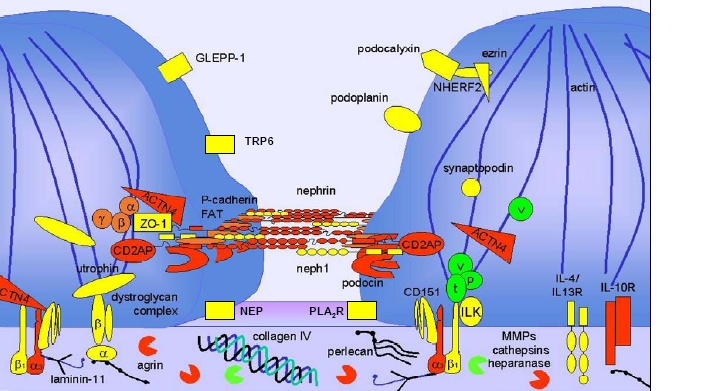 GLEPP-1
podocalyxin
ezrin
NHERF2
podoplanin
actin
TRP6
synaptopodin
nephrin
P-cadherin
FAT
ACTN4
α
γ
β
ZO-1
v
CD2AP
CD2AP
ACTN4
neph1
podocin
utrophin
v
t
p
ACTN4
dystroglycan
complex
CD151
IL-4/
IL13R
IL-10R
NEP
PLA₂R
ILK
β
α
collagen IV
perlecan
MMPs
cathepsins
heparanase
β1
α3
agrin
α3
β1
laminin-11